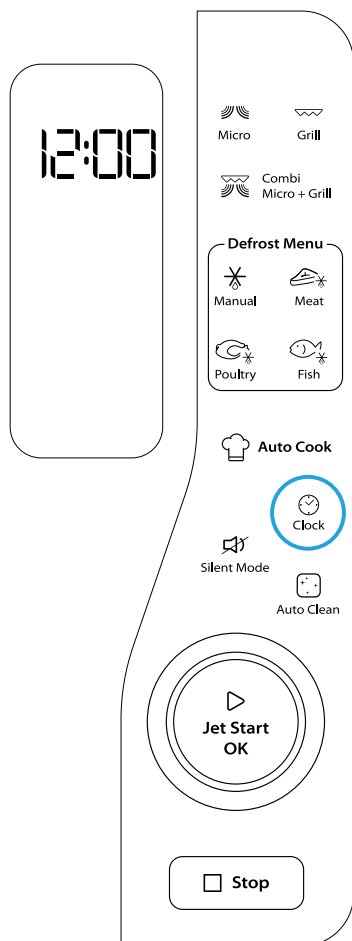 12:00
Micro
Grill
Combi
Micro + Grill
Defrost Menu
Manual
Meat
Poultry
Fish
Auto Cook
Clock
Silent Mode
Auto Clean
Jet Start
OK
Stop